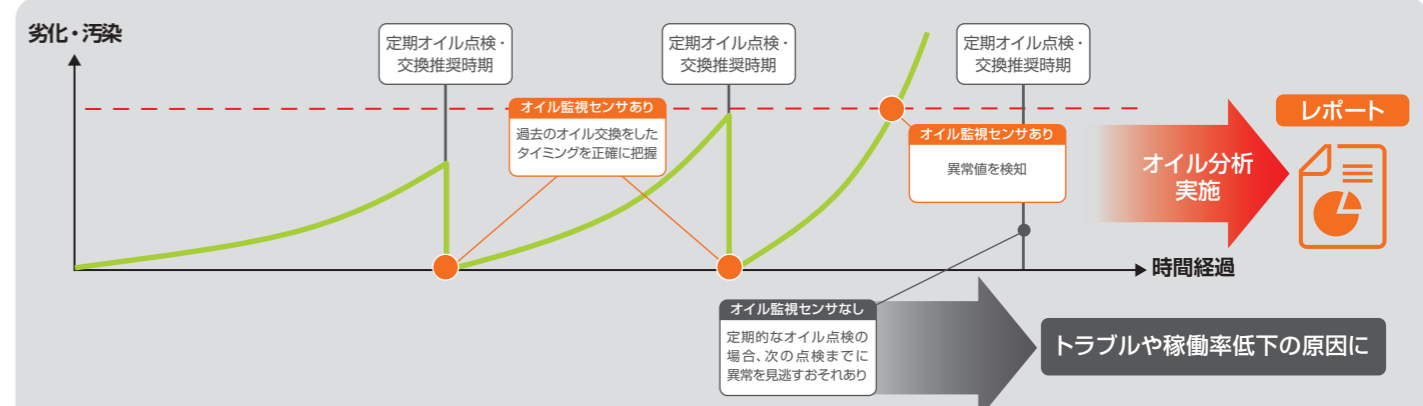 劣化・汚染
定期オイル点検・
交換推奨時期
定期オイル点検・
交換推奨時期
定期オイル点検・
交換推奨時期
オイル監視センサあり
過去のオイル交換をした
タイミングを正確に把握
オイル監視センサあり
異常値を検知
オイル分析
実施
レポート
時間経過
オイル監視センサなし
定期的なオイル点検の
場合、次の点検までに
異常を見逃すおそれあり
トラブルや稼働率低下の原因に